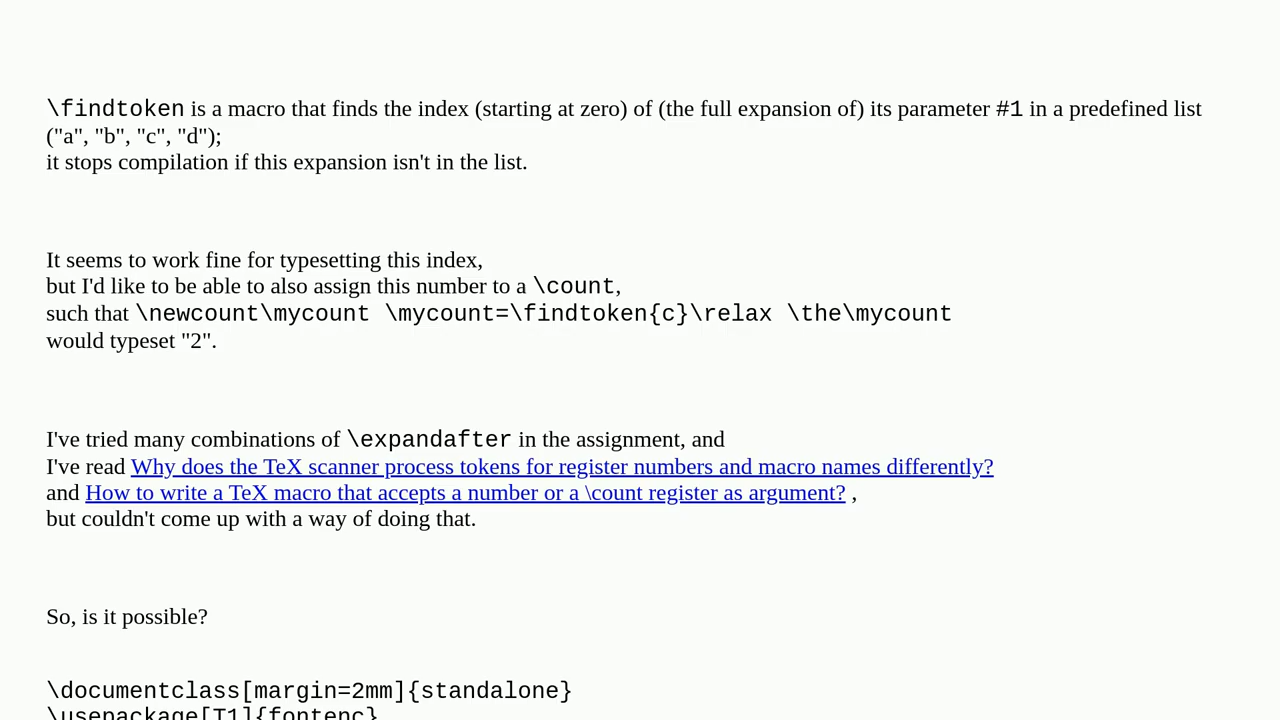 \findtoken is a macro that finds the index (starting at zero) of (the full expansion of) its parameter #1 in a predefined list
("a", "b", "c", "d");
it stops compilation if this expansion isn't in the list.
It seems to work fine for typesetting this index,
but I'd like to be able to also assign this number to a \count,
such that \newcount\mycount \mycount=\findtoken{c}\relax \the\mycount
would typeset "2".
I've tried many combinations of \expandafter in the assignment, and
I've read Why does the TeX scanner process tokens for register numbers and macro names differently?
and How to write a TeX macro that accepts a number or a \count register as argument? ,
but couldn't come up with a way of doing that.
So, is it possible?
\documentclass[margin=2mm]{standalone}
\usepackage[T1]{fontenc}